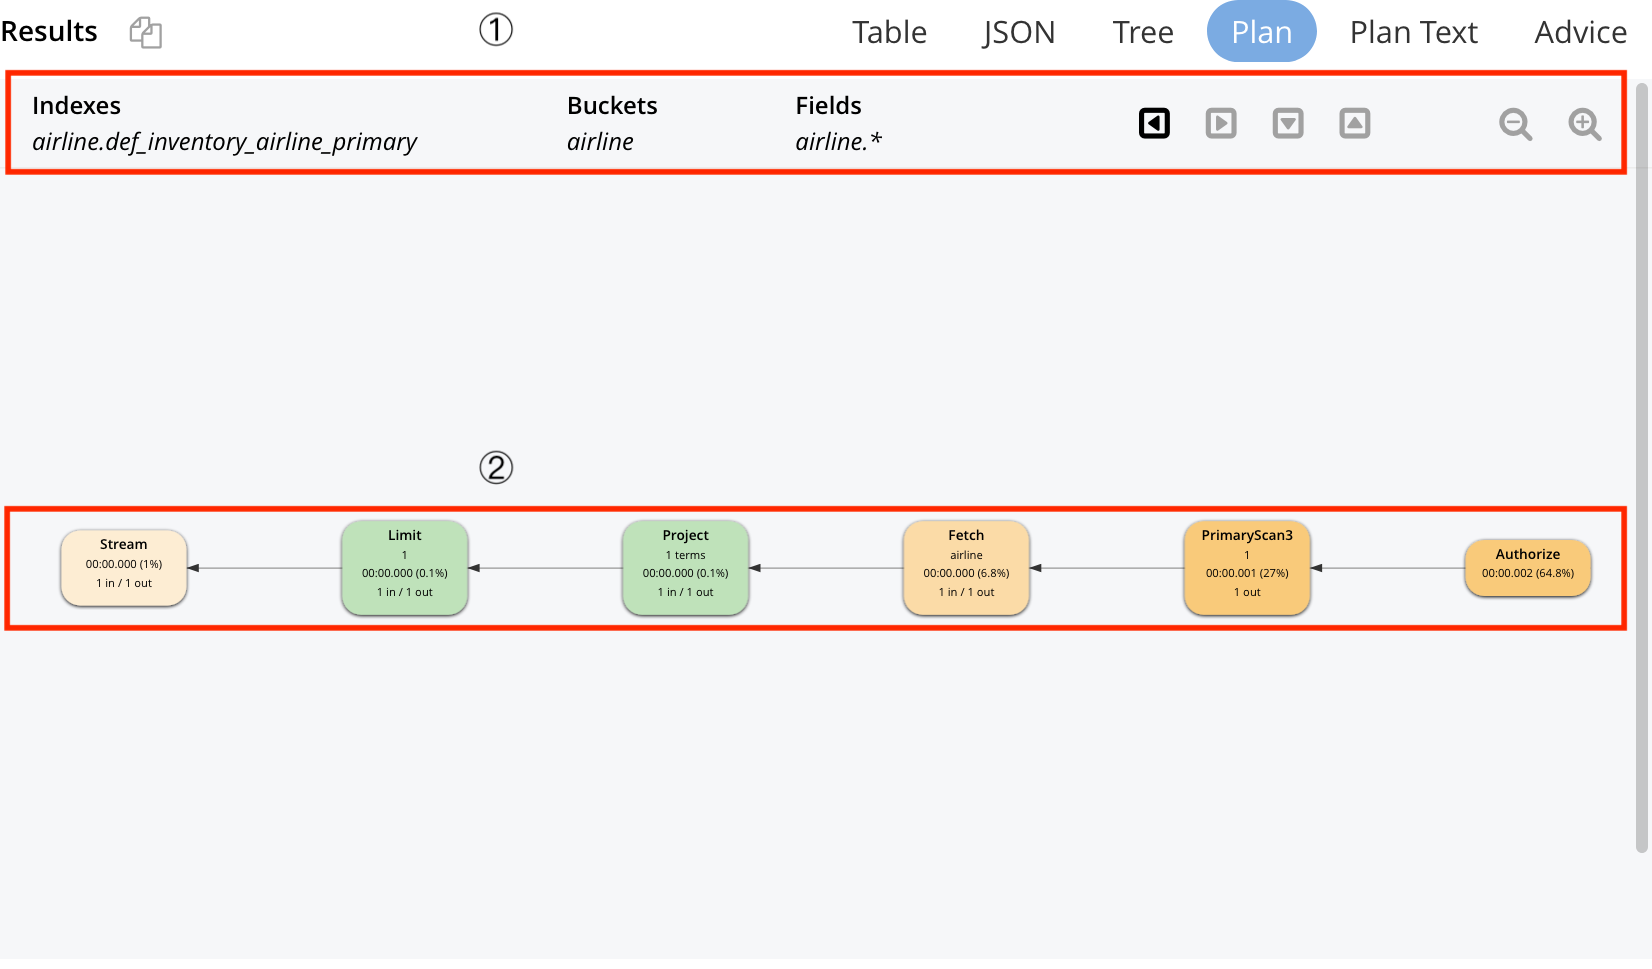 Results
①
Table JSON Tree Plan Plan Text Advice
Indexes Buckets Fields
airline.def_inventory_airline_primary airline airline.*
②
Stream
00:00.000 (1%)
1 in / 1 out
Limit
1
00:00.000 (0.1%)
1 in / 1 out
Project
1 terms
00:00.000 (0.1%)
1 in / 1 out
Fetch
airline
00:00.000 (6.8%)
1 in / 1 out
PrimaryScan3
1
00:00.001 (27%)
1 out
Authorize
00:00.002 (64.8%)